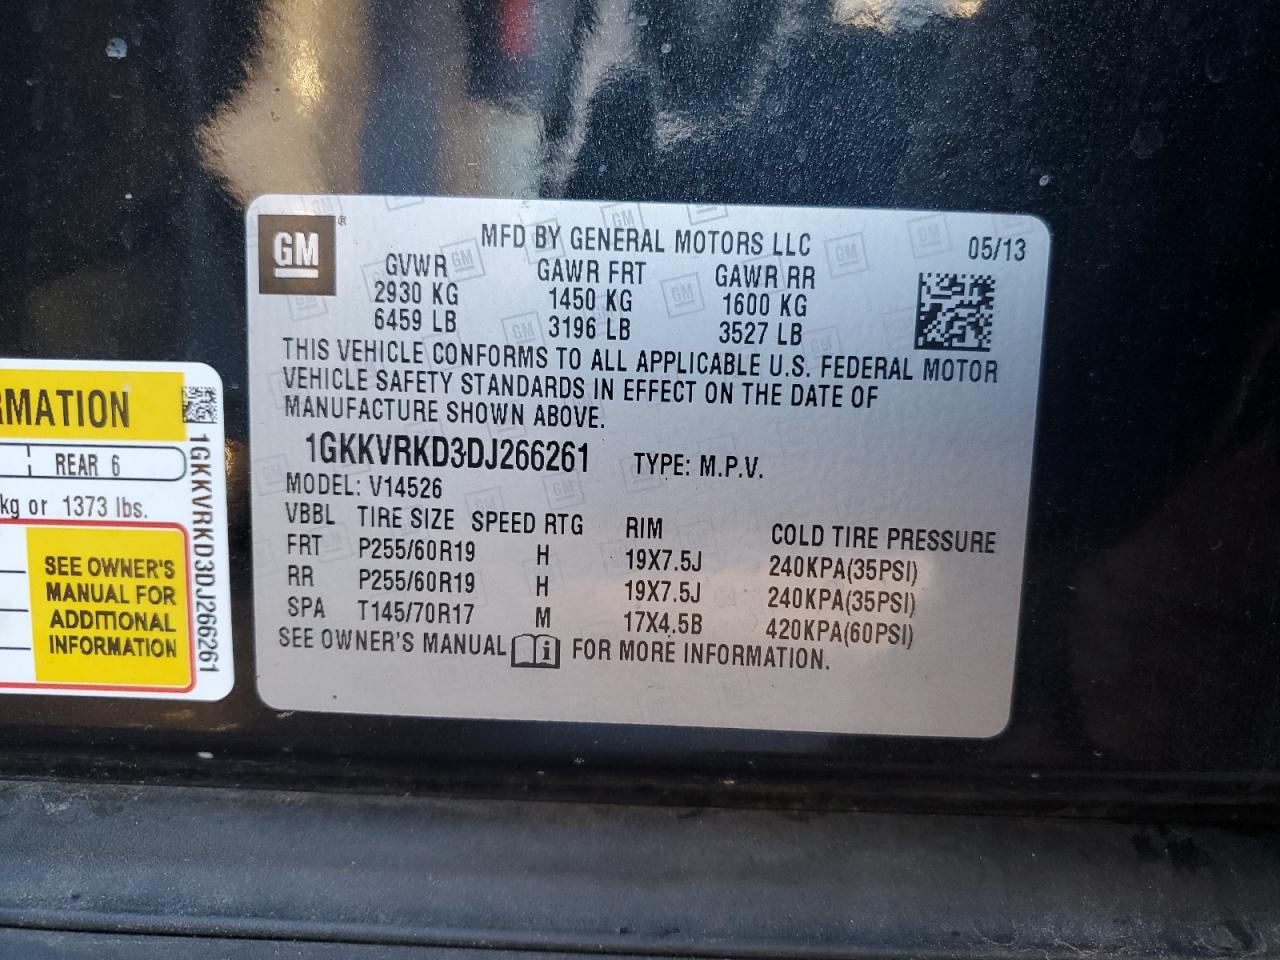 GM®
MFD BY GENERAL MOTORS LLC 05/13
GVWR GAWR FRT GAWR RR
2930 KG 1450 KG 1600 KG
6459 LB 3196 LB 3527 LB
THIS VEHICLE CONFORMS TO ALL APPLICABLE U.S. FEDERAL MOTOR
VEHICLE SAFETY STANDARDS IN EFFECT ON THE DATE OF
MANUFACTURE SHOWN ABOVE.
1GKKVRKD3DJ266261 TYPE: M.P.V.
MODEL: V14526
VBBL TIRE SIZE SPEED RTG RIM COLD TIRE PRESSURE
FRT P255/60R19 H 19X7.5J 240KPA(35PSI)
RR P255/60R19 H 19X7.5J 240KPA(35PSI)
SPA T145/70R17 M 17X4.5B 420KPA(60PSI)
SEE OWNER'S MANUAL i FOR MORE INFORMATION.
RMATION
REAR 6
kg or 1373 lbs.
SEE OWNER'S
MANUAL FOR
ADDITIONAL
INFORMATION
1GKKVRKD3DJ266261